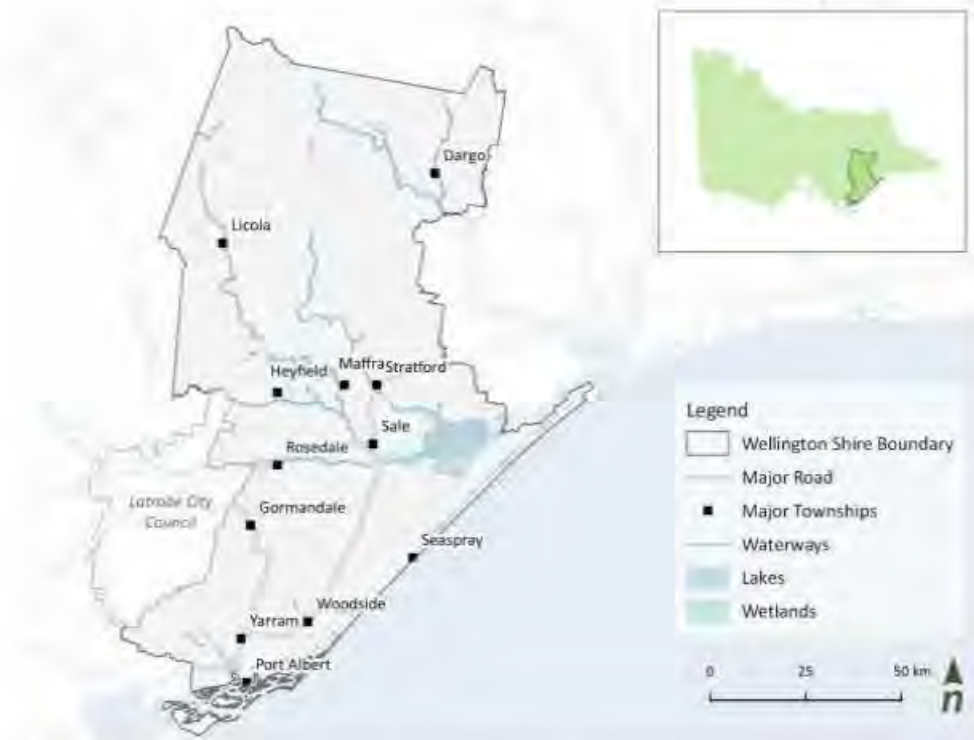 Dargo
Licola
Heyfield
Maffra
Stratford
Sale
Rosedale
Latrobe City
Council
Gormandale
Seaspray
Woodside
Yarram
Port Albert
Legend
Wellington Shire Boundary
Major Road
Major Townships
Waterways
Lakes
Wetlands
0 25 50 km
n